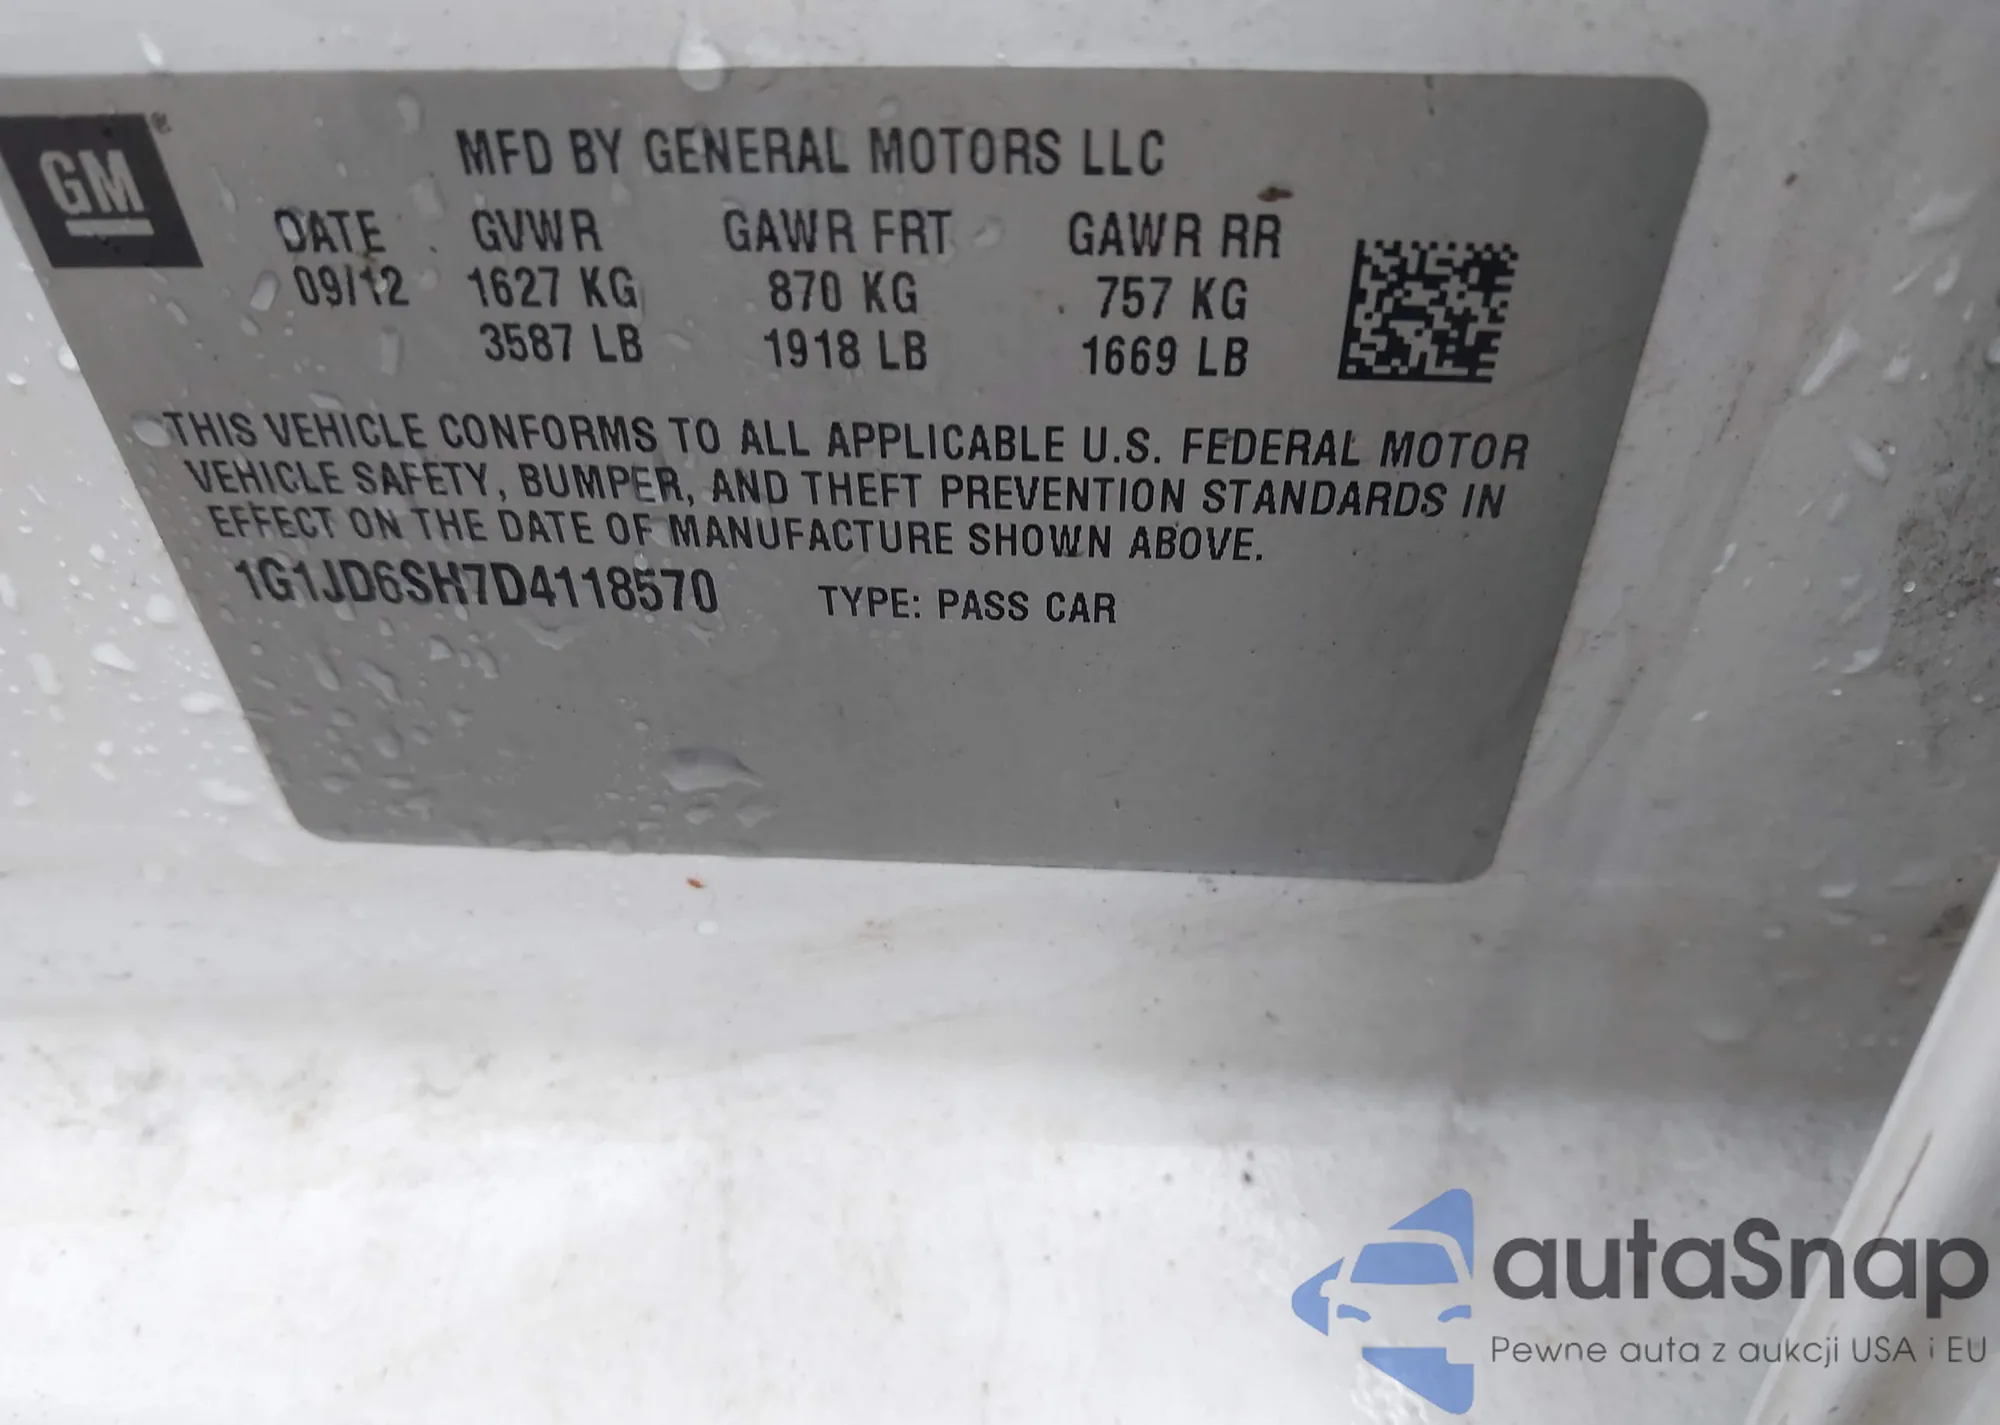 GM®
MFD BY GENERAL MOTORS LLC
DATE GVWR GAWR FRT GAWR RR
09/12 1627 KG 870 KG 757 KG
3587 LB 1918 LB 1669 LB
THIS VEHICLE CONFORMS TO ALL APPLICABLE U.S. FEDERAL MOTOR
VEHICLE SAFETY, BUMPER, AND THEFT PREVENTION STANDARDS IN
EFFECT ON THE DATE OF MANUFACTURE SHOWN ABOVE.
1G1JD6SH7D4118570 TYPE: PASS CAR
autaSnap
Pewne auta z aukcji USA i EU